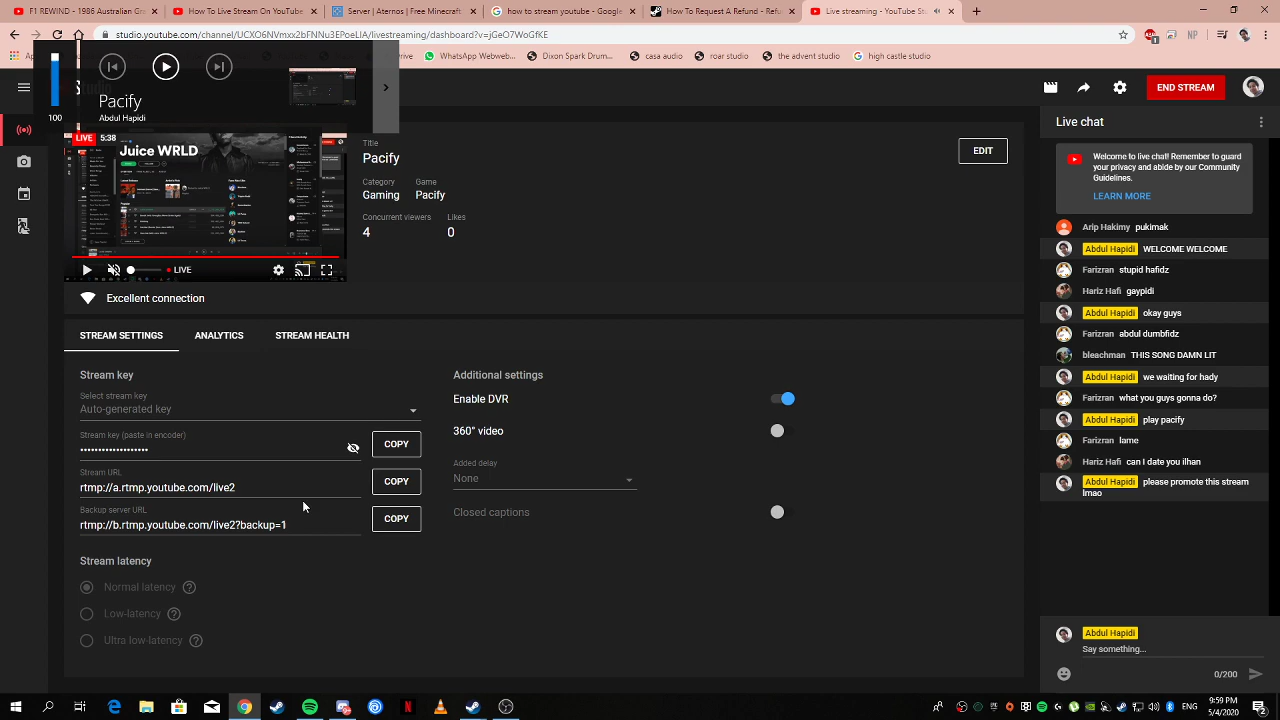 F1 REWIND w/ Abdul Hapidi
How to Stream on YouTube
Server | Aternos | Free Minecraft
how to stream youtube - Google
How To Request A Refund - Refu
Live streaming - YouTube S
studio.youtube.com/channel/UCXO6NVmxx2bFNNu3EPoeLIA/livestreaming/dashboard?v=jGeO7WoGfKE
YouTube
WhatsApp Webpage...
Dixon Spark Drum...
casa audio
roar studio
the advent studio
high castle studio
100
Pacify
Abdul Hapidi
END STREAM
LIVE 5:38
Juice WRLD
LIVE
Title
Pacify
EDIT
Category
Game
Gaming
Pacify
Concurrent viewers
Likes
4
0
Excellent connection
STREAM SETTINGS
ANALYTICS
STREAM HEALTH
Stream key
Select stream key
Auto-generated key
Stream key (paste in encoder)
COPY
Stream URL
rtmp://a.rtmp.youtube.com/live2
COPY
Backup server URL
rtmp://b.rtmp.youtube.com/live2?backup=1
COPY
Stream latency
Normal latency
Low-latency
Ultra low-latency
Additional settings
Enable DVR
360° video
Added delay
None
Closed captions
Live chat
Welcome to live chat! Remember to guard
your privacy and abide by our Community
Guidelines.
LEARN MORE
Arip Hakimy pukimai
Abdul Hapidi WELCOME WELCOME
Farizran stupid hafidz
Hariz Hafi gaypidi
Abdul Hapidi okay guys
Farizran abdul dumbfidz
bleachman THIS SONG DAMN LIT
Abdul Hapidi we waiting for hady
Farizran what you guys gonna do?
Abdul Hapidi play pacify
Farizran lame
Hariz Hafi can I date you ilhan
Abdul Hapidi please promote this stream
lmao
Abdul Hapidi
Say something...
0/200
ENG
9:59 PM
5/4/2020